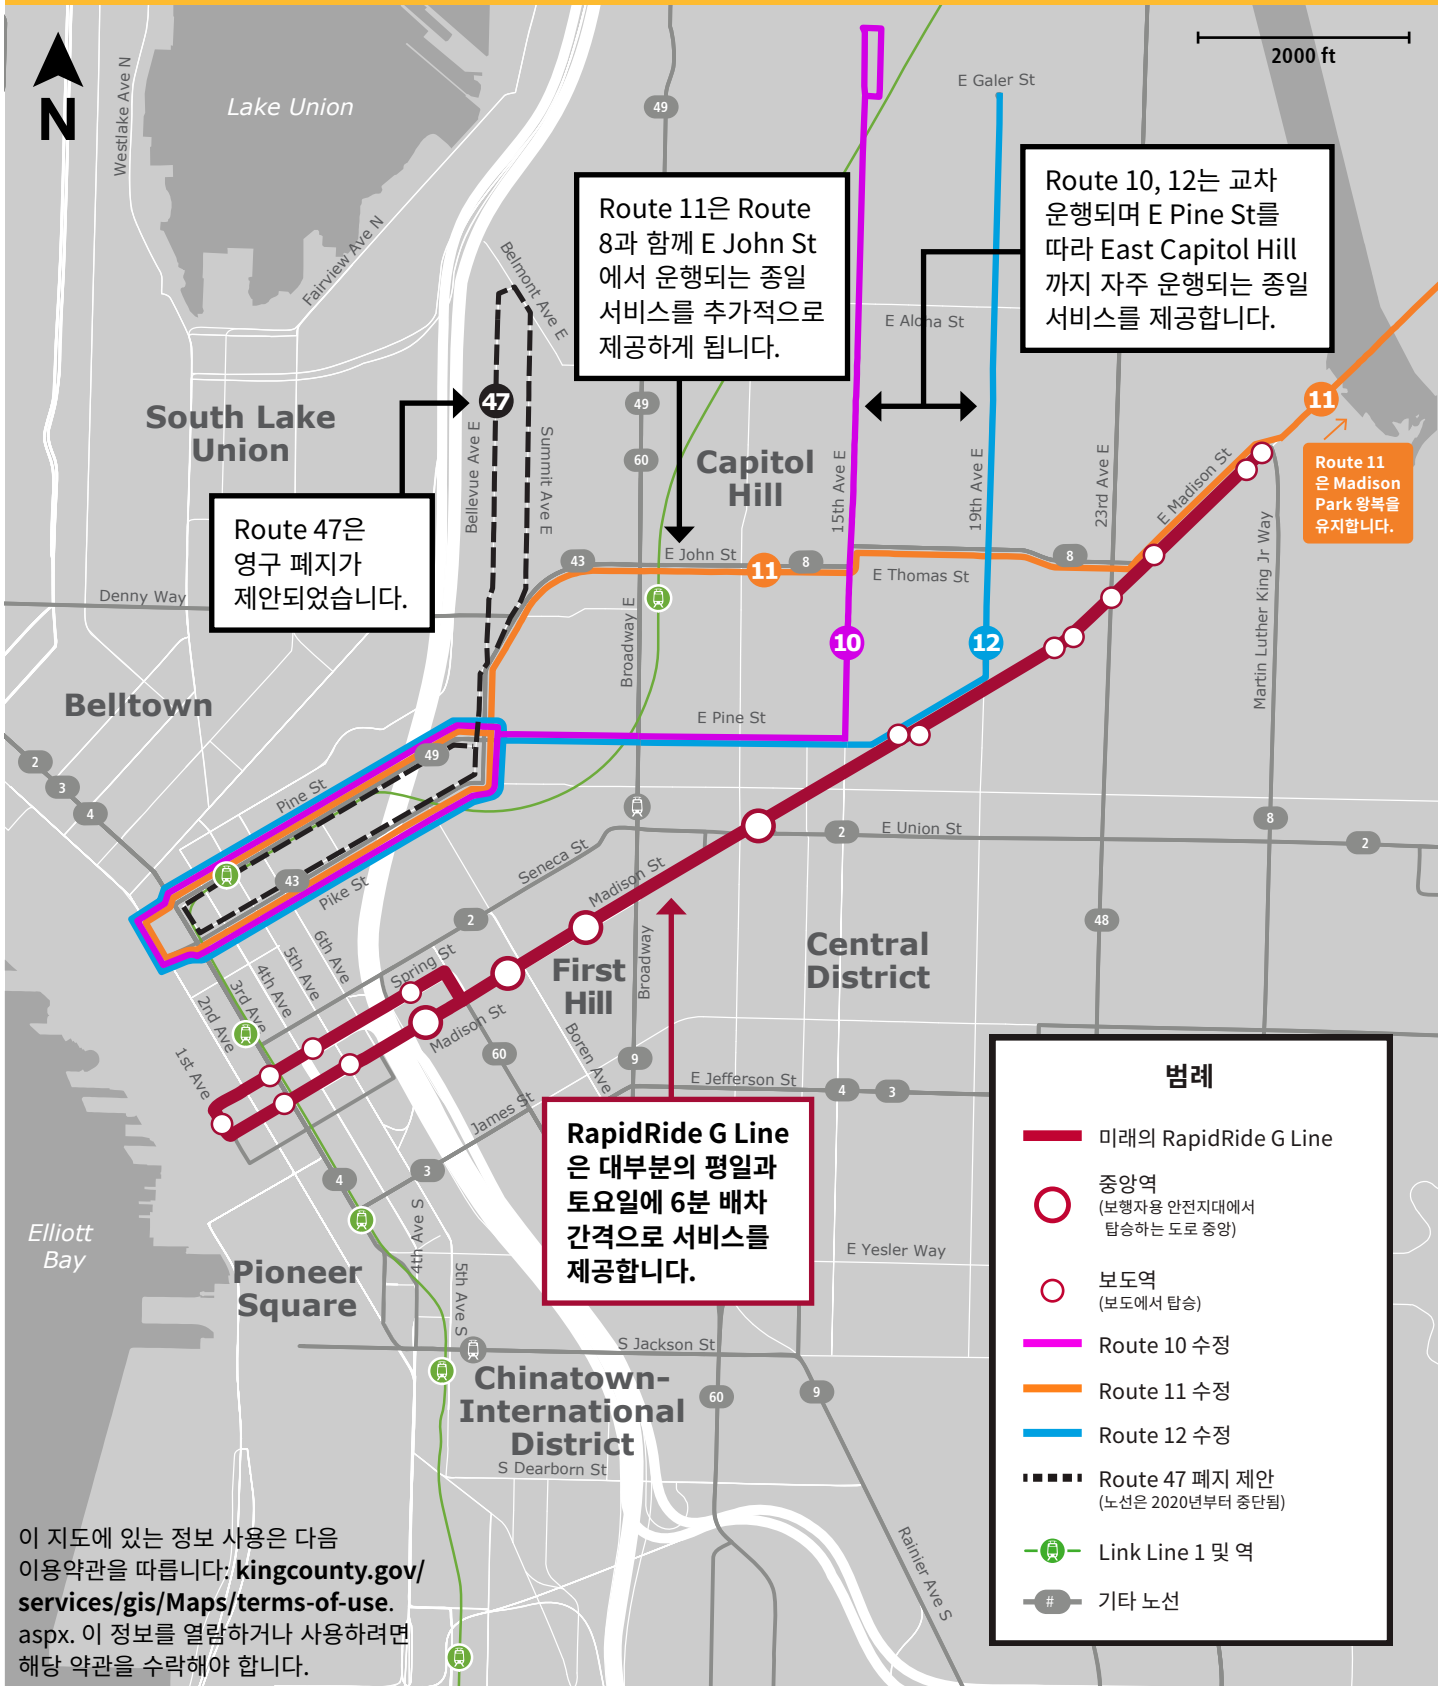 N
2000 ft
Lake Union
Westlake Ave N
Fairview Ave N
Belmont Ave E
49
E Galer St
Route 11은 Route
8과 함께 E John St
에서 운행되는 종일
서비스를 추가적으로
제공하게 됩니다.
Route 10, 12는 교차
운행되며 E Pine St를
따라 East Capitol Hill
까지 자주 운행되는 종일
서비스를 제공합니다.
E Aloha St
47
49
60
11
Route 11
은 Madison
Park 왕복을
유지합니다.
South Lake
Union
Capitol
Hill
Bellevue Ave E
Summit Ave E
15th Ave E
19th Ave E
23rd Ave E
E Madison St
Martin Luther King Jr Way
Route 47은
영구 폐지가
제안되었습니다.
Denny Way
43
E John St
11
8
8
E Thomas St
Broadway E
10
12
Belltown
E Pine St
2
3
4
49
Pine St
43
Pike St
Seneca St
Madison St
2
E Union St
8
2
2
48
6th Ave
5th Ave
4th Ave
3rd Ave
2nd Ave
1st Ave
Spring St
Madison St
First
Hill
Broadway
Central
District
Boren Ave
60
9
E Jefferson St
4
3
James St
3
4
RapidRide G Line
은 대부분의 평일과
토요일에 6분 배차
간격으로 서비스를
제공합니다.
Elliott
Bay
Pioneer
Square
4th Ave S
5th Ave S
E Yesler Way
S Jackson St
Chinatown-
International
District
60
9
S Dearborn St
Rainier Ave S
범례
미래의 RapidRide G Line
중앙역
(보행자용 안전지대에서
탑승하는 도로 중앙)
보도역
(보도에서 탑승)
Route 10 수정
Route 11 수정
Route 12 수정
Route 47 폐지 제안
(노선은 2020년부터 중단됨)
Link Line 1 및 역
# 기타 노선
이 지도에 있는 정보 사용은 다음
이용약관을 따릅니다: kingcounty.gov/
services/gis/Maps/terms-of-use.
aspx. 이 정보를 열람하거나 사용하려면
해당 약관을 수락해야 합니다.